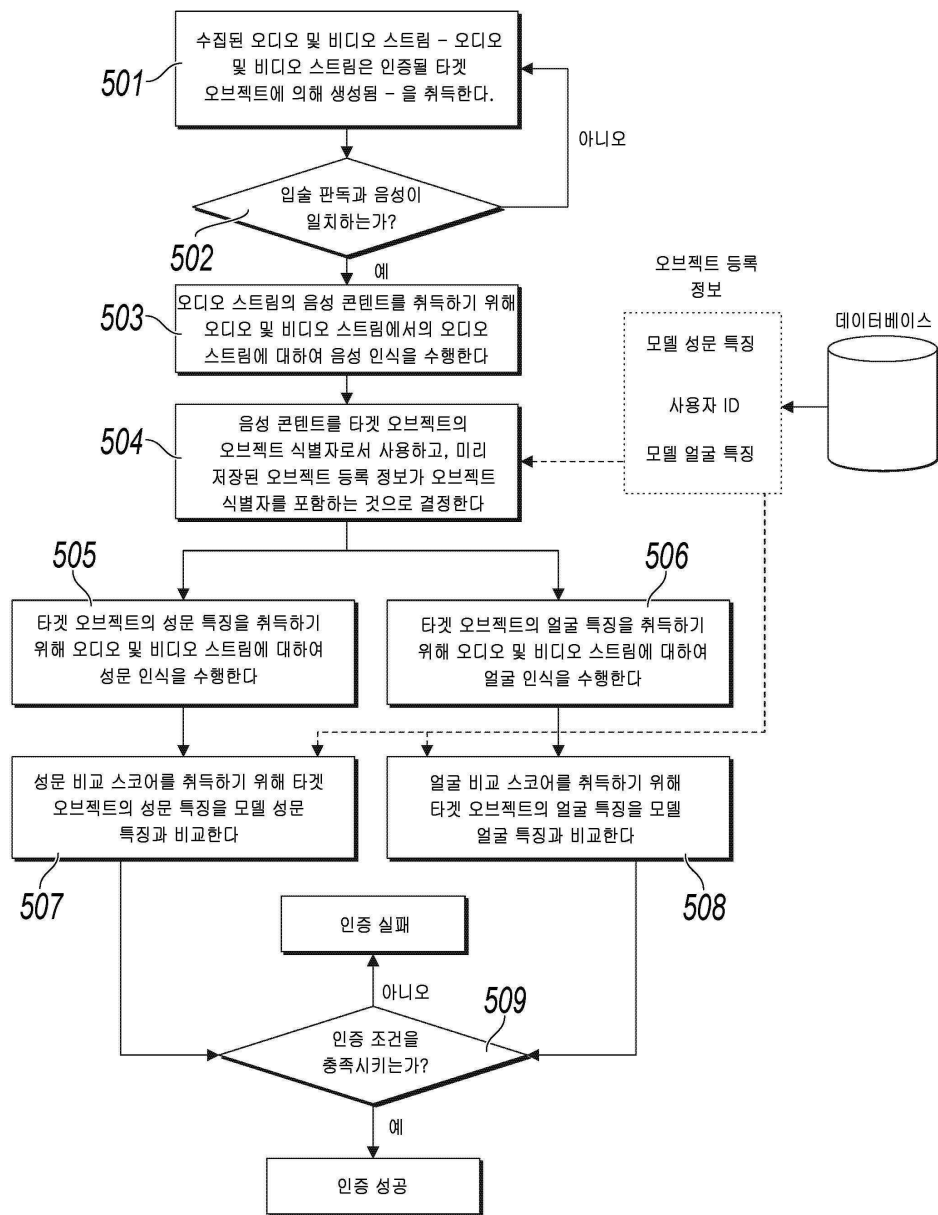 501
수집된 오디오 및 비디오 스트림 – 오디오
및 비디오 스트림은 인증될 타겟
오브젝트에 의해 생성됨 – 을 취득한다.
아니오
입술 판독과 음성이
일치하는가?
502
예
503
오디오 스트림의 음성 콘텐트를 취득하기 위해
오디오 및 비디오 스트림에서의 오디오
스트림에 대하여 음성 인식을 수행한다
오브젝트 등록
정보
모델 성문 특징
사용자 ID
모델 얼굴 특징
데이터베이스
504
음성 콘텐트를 타겟 오브젝트의
오브젝트 식별자로서 사용하고, 미리
저장된 오브젝트 등록 정보가 오브젝트
식별자를 포함하는 것으로 결정한다
505
타겟 오브젝트의 성문 특징을 취득하기
위해 오디오 및 비디오 스트림에 대하여
성문 인식을 수행한다
506
타겟 오브젝트의 얼굴 특징을 취득하기
위해 오디오 및 비디오 스트림에 대하여
얼굴 인식을 수행한다
성문 비교 스코어를 취득하기 위해 타겟
오브젝트의 성문 특징을 모델 성문
특징과 비교한다
507
얼굴 비교 스코어를 취득하기 위해
타겟 오브젝트의 얼굴 특징을 모델
얼굴 특징과 비교한다
508
인증 실패
아니오
509
인증 조건을
충족시키는가?
예
인증 성공